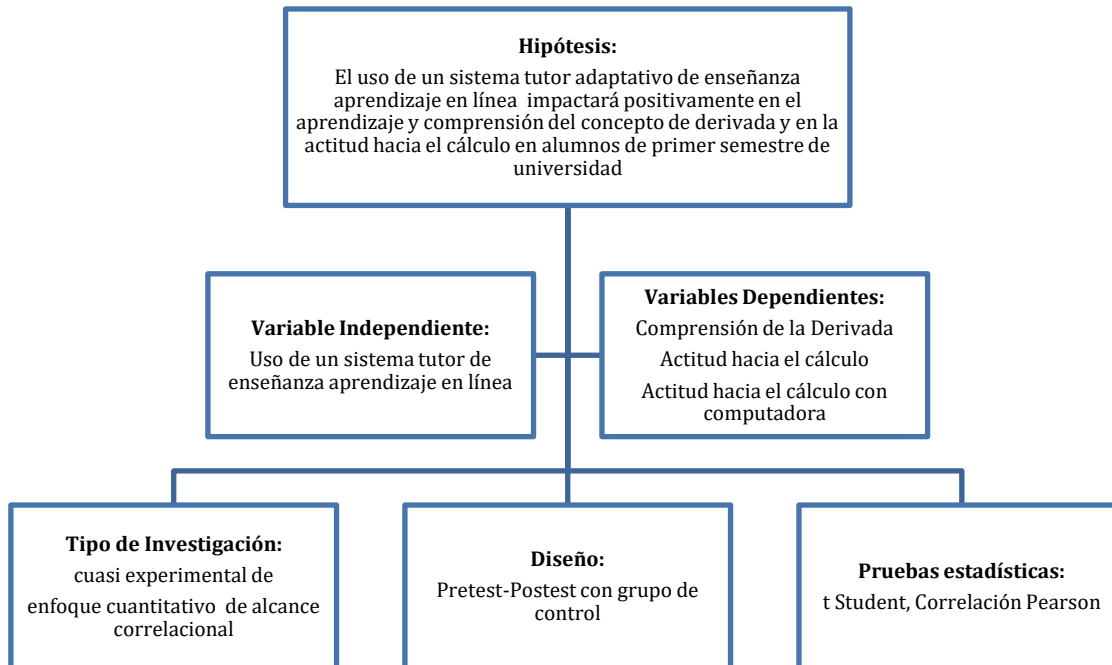 Hipótesis:
El uso de un sistema tutor adaptativo de enseñanza
aprendizaje en línea impactará positivamente en el
aprendizaje y comprensión del concepto de derivada y en la
actitud hacia el cálculo en alumnos de primer semestre de
universidad
Variable Independiente:
Uso de un sistema tutor de
enseñanza aprendizaje en línea
Variables Dependientes:
Comprensión de la Derivada
Actitud hacia el cálculo
Actitud hacia el cálculo con
computadora
Tipo de Investigación:
cuasi experimental de
enfoque cuantitativo de alcance
correlacional
Diseño:
Pretest-Postest con grupo de
control
Pruebas estadísticas:
t Student, Correlación Pearson